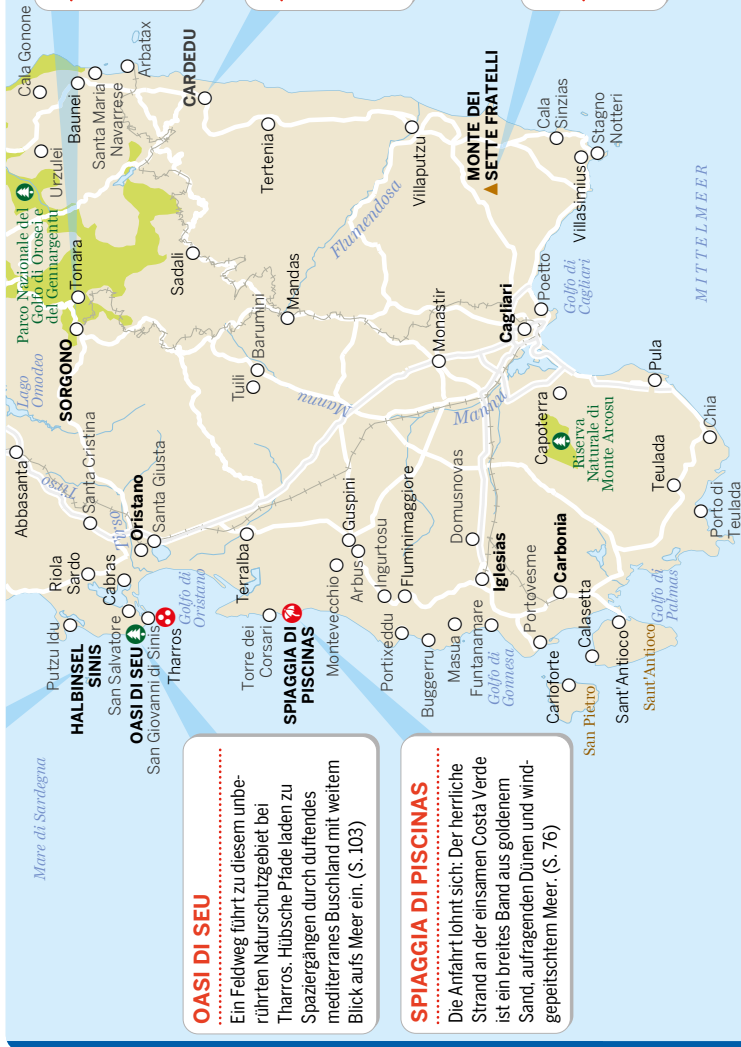 Mare di Sardegna
Putzu Idu
Riola
Sardo
HALBINSEL
SINIS
San Salvatore
Cabras
OASI DI SEU
San Giovanni di Sinis
Tharros
Golfo di
Oristano
Tirso
Oristano
Santa Giusta
Abbasanta
Tirso
Santa Cristina
Lago
Omodeo
SORGONO
Tonara
Parco Nazionale del
Golfo di Orosei e
del Gennargentu
Urzulei
Cala Gonone
Baunei
Santa Maria
Navarrese
Arbatax
CARDEDU
Tertenia
Sadali
Flumendosa
Villaputzu
Mandas
Barumini
Tuili
Mannu
Terralba
Torre dei
Corsari
SPIAGGIA DI
PISCINAS
Montevecchio
Guspini
Arbus
Ingurtosu
Portixeddu
Fluminimaggiore
Buggerru
Masua
Domusnovas
Iglesias
Funtanamare
Golfo di
Gonnesa
Portovesme
Carbonia
Carloforte
San Pietro
Calasetta
Sant'Antioco
Sant'Antioco
Golfo di
Palmas
Porto di
Teulada
Teulada
Chia
Pula
Riserva
Naturale di
Monte Arcosu
Capoterra
Mannu
Monastir
Cagliari
Poetto
Golfo di
Cagliari
MONTE DEI
SETTE FRATELLI
Cala
Sinzias
Stagno
Notteri
Villasimius
MITTELMEER
OASI DI SEU
Ein Feldweg führt zu diesem unbe-
rührten Naturschutzgebiet bei
Tharros. Hübsche Pfade laden zu
Spaziergängen durch duftendes
mediterranes Buschland mit weitem
Blick aufs Meer ein. (S. 103)
SPIAGGIA DI PISCINAS
Die Anfahrt lohnt sich: Der herrliche
Strand an der einsamen Costa Verde
ist ein breites Band aus goldenem
Sand, aufragenden Dünen und wind-
gepeitschtem Meer. (S. 76)